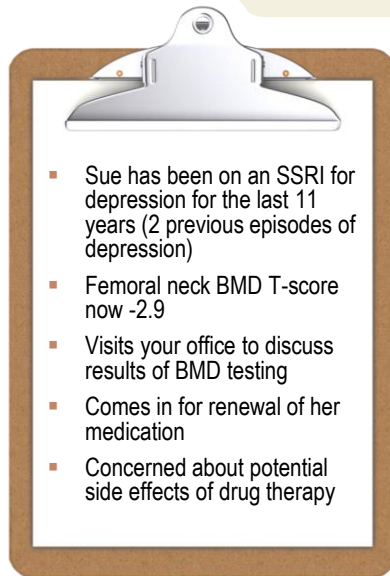 ▪ Sue has been on an SSRI for
depression for the last 11
years (2 previous episodes of
depression)
▪ Femoral neck BMD T-score
now -2.9
▪ Visits your office to discuss
results of BMD testing
▪ Comes in for renewal of her
medication
▪ Concerned about potential
side effects of drug therapy